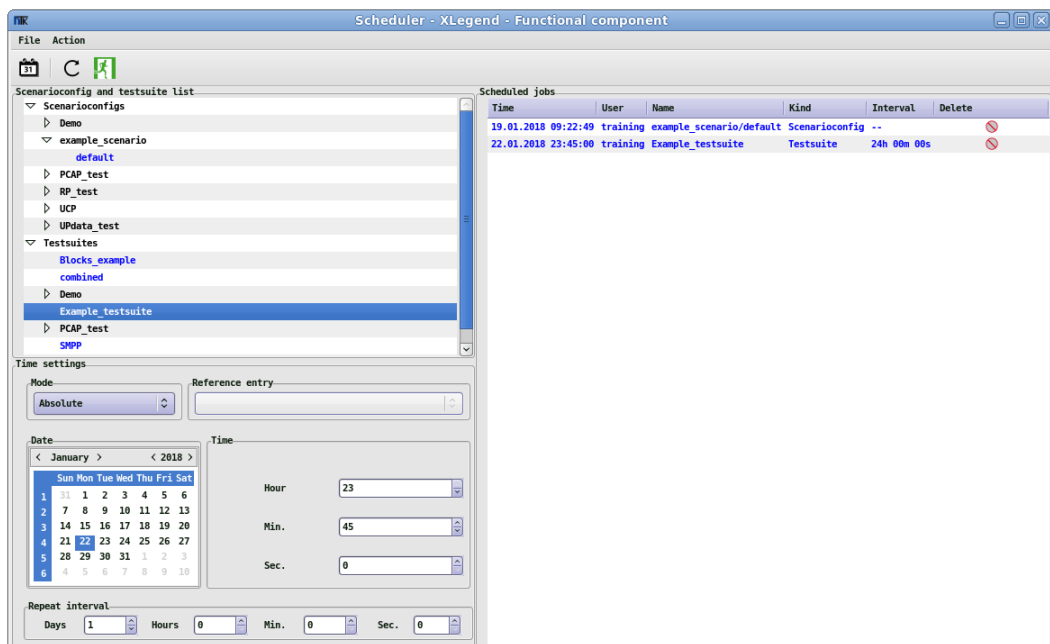 NTK Scheduler - XLegend - Functional component
File Action
31
Scenarioconfig and testsuite list
Scenarioconfigs
Demo
example_scenario
default
PCAP_test
RP_test
UCP
UPdata_test
Testsuites
Blocks_example
combined
Demo
Example_testsuite
PCAP_test
SMPP
Scheduled jobs
Time User Name Kind Interval Delete
19.01.2018 09:22:49 training example_scenario/default Scenarioconfig --
22.01.2018 23:45:00 training Example_testsuite Testsuite 24h 00m 00s
Time settings
Mode
Absolute
Reference entry
Date
< January > < 2018 >
Sun Mon Tue Wed Thu Fri Sat
1 31 1 2 3 4 5 6
2 7 8 9 10 11 12 13
3 14 15 16 17 18 19 20
4 21 22 23 24 25 26 27
5 28 29 30 31 1 2 3
6 4 5 6 7 8 9 10
Time
Hour 23
Min. 45
Sec. 0
Repeat interval
Days 1 Hours 0 Min. 0 Sec. 0